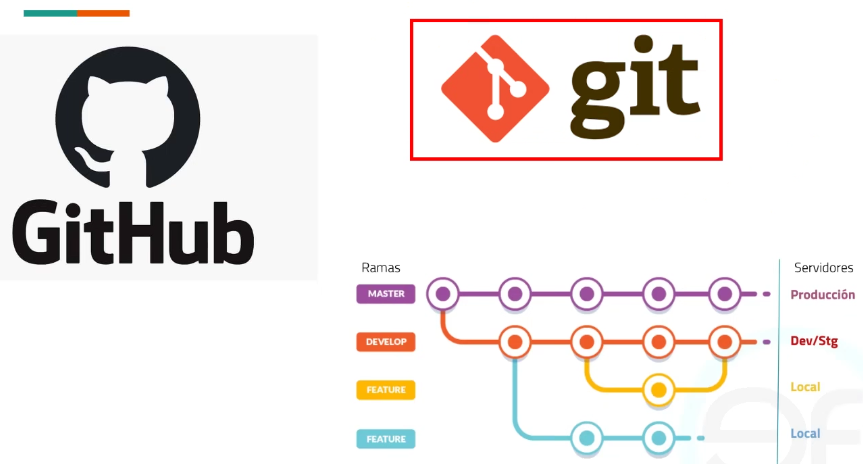 GitHub
git
Ramas
Servidores
MASTER
Producción
DEVELOP
Dev/Stg
FEATURE
Local
FEATURE
Local